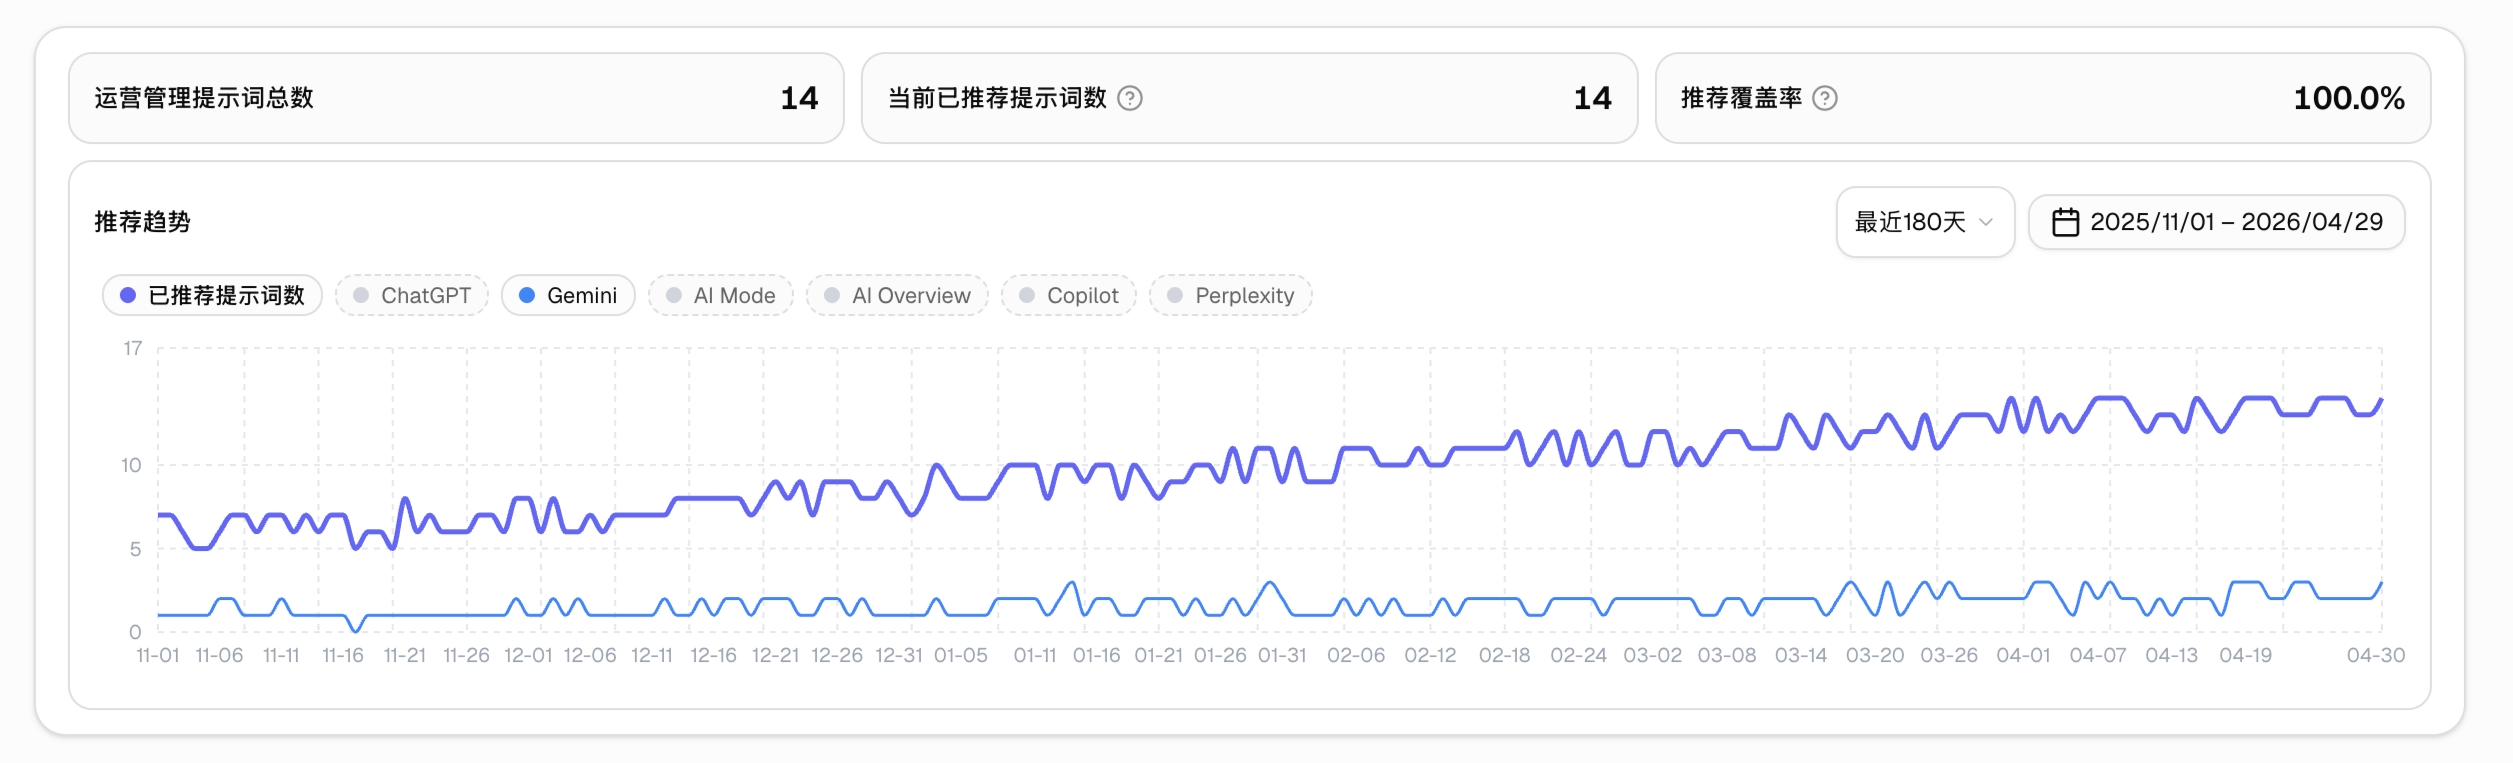 运营管理提示词总数 14
当前已推荐提示词数 14
推荐覆盖率 100.0%
推荐趋势
最近180天
2025/11/01 – 2026/04/29
已推荐提示词数 ChatGPT Gemini AI Mode AI Overview Copilot Perplexity
17
10
5
0
11-01 11-06 11-11 11-16 11-21 11-26 12-01 12-06 12-11 12-16 12-21 12-26 12-31 01-05 01-11 01-16 01-21 01-26 01-31 02-06 02-12 02-18 02-24 03-02 03-08 03-14 03-20 03-26 04-01 04-07 04-13 04-19 04-30